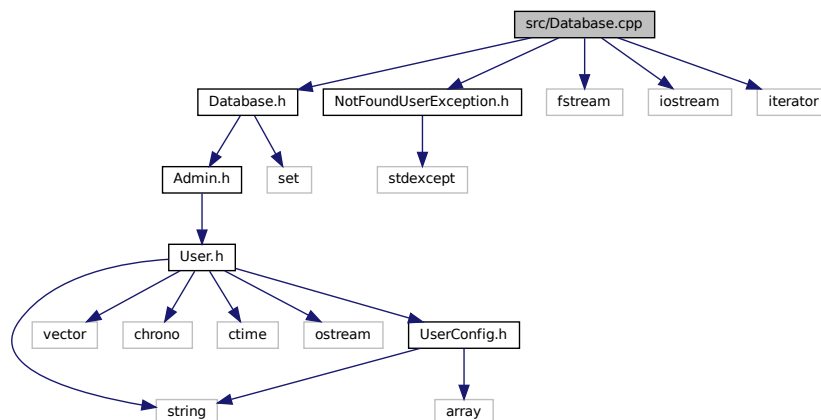 src/Database.cpp
Database.h
NotFoundUserException.h
fstream
iostream
iterator
Admin.h
set
stdexcept
User.h
vector
chrono
ctime
ostream
UserConfig.h
string
array